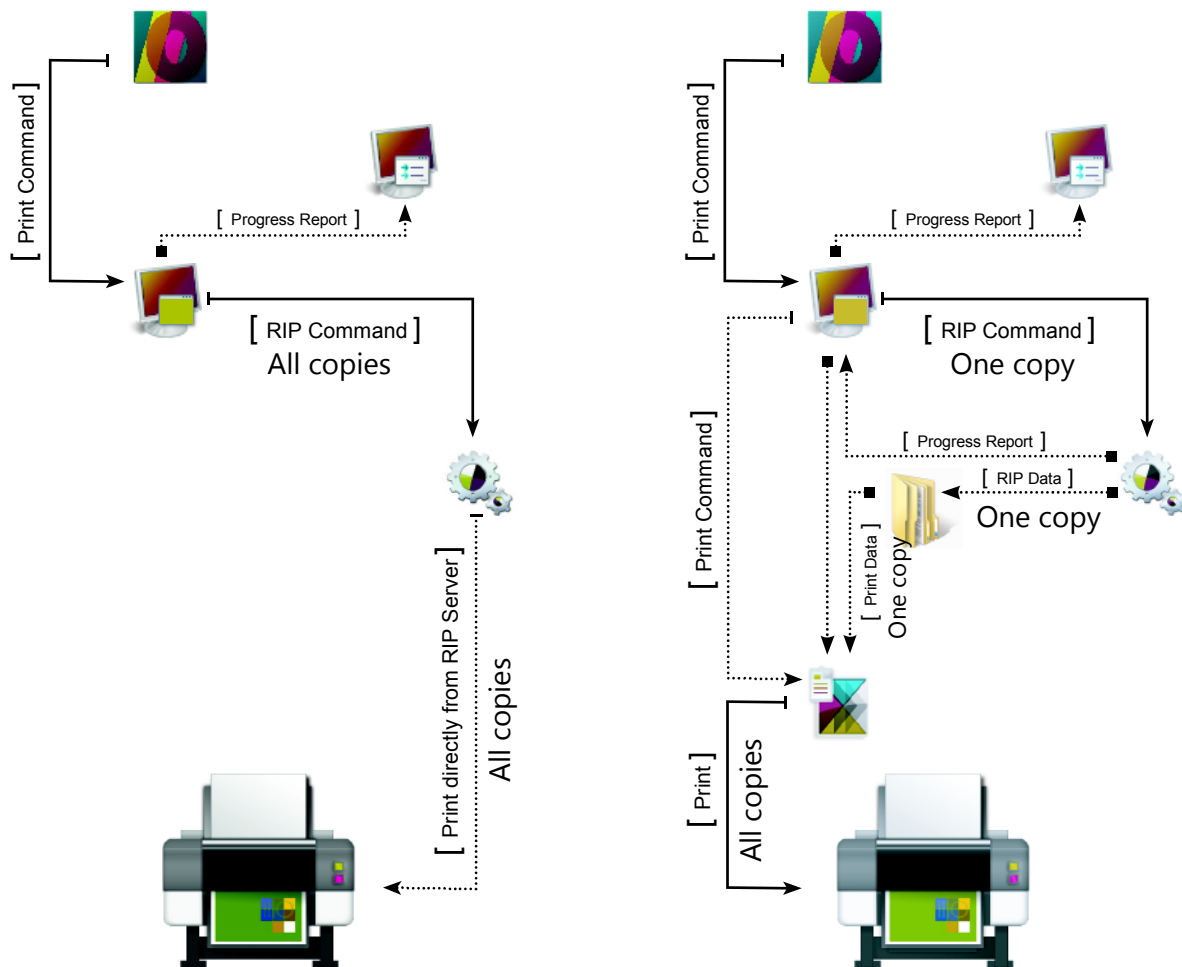 [ Print Command ]
[ Progress Report ]
[ RIP Command ]
All copies
[ Print directly from RIP Server]
All copies
[ Print Command ]
[ Progress Report ]
[ RIP Command ]
One copy
[ Progress Report ]
[ RIP Data ]
One copy
[ Print Data ]
One copy
[ Print Command ]
[ Print ]
All copies